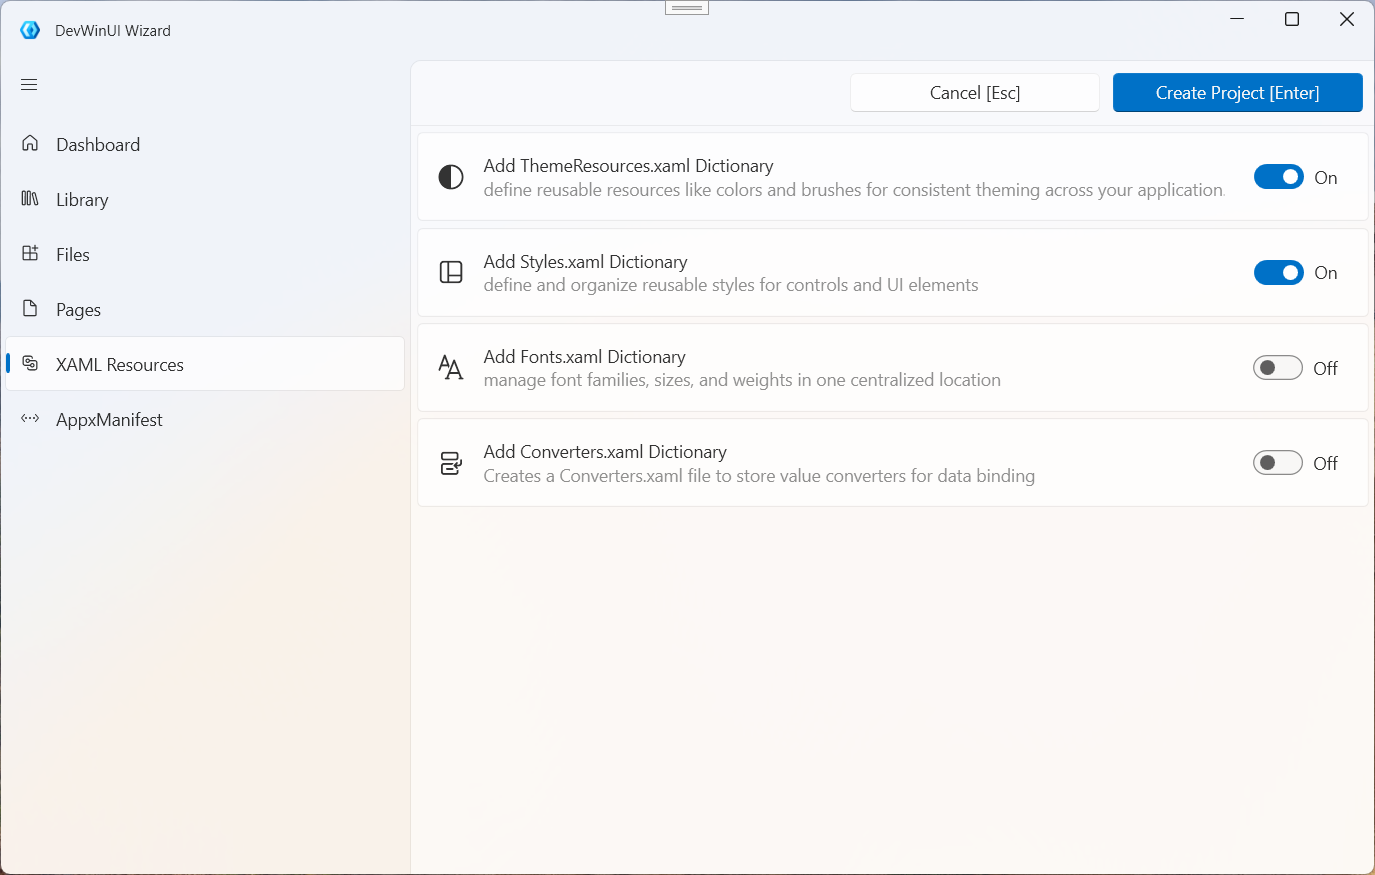 DevWinUI Wizard
Dashboard
Library
Files
Pages
XAML Resources
AppxManifest
Cancel [Esc]
Create Project [Enter]
Add ThemeResources.xaml Dictionary
define reusable resources like colors and brushes for consistent theming across your application.
On
Add Styles.xaml Dictionary
define and organize reusable styles for controls and UI elements
On
Add Fonts.xaml Dictionary
manage font families, sizes, and weights in one centralized location
Off
Add Converters.xaml Dictionary
Creates a Converters.xaml file to store value converters for data binding
Off